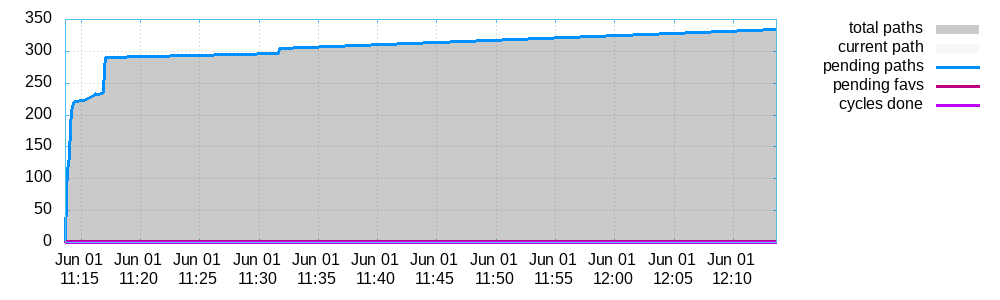 350
300
250
200
150
100
50
0
Jun 01 Jun 01 Jun 01 Jun 01 Jun 01 Jun 01 Jun 01 Jun 01 Jun 01 Jun 01 Jun 01 Jun 01
11:15 11:20 11:25 11:30 11:35 11:40 11:45 11:50 11:55 12:00 12:05 12:10
total paths
current path
pending paths
pending favs
cycles done